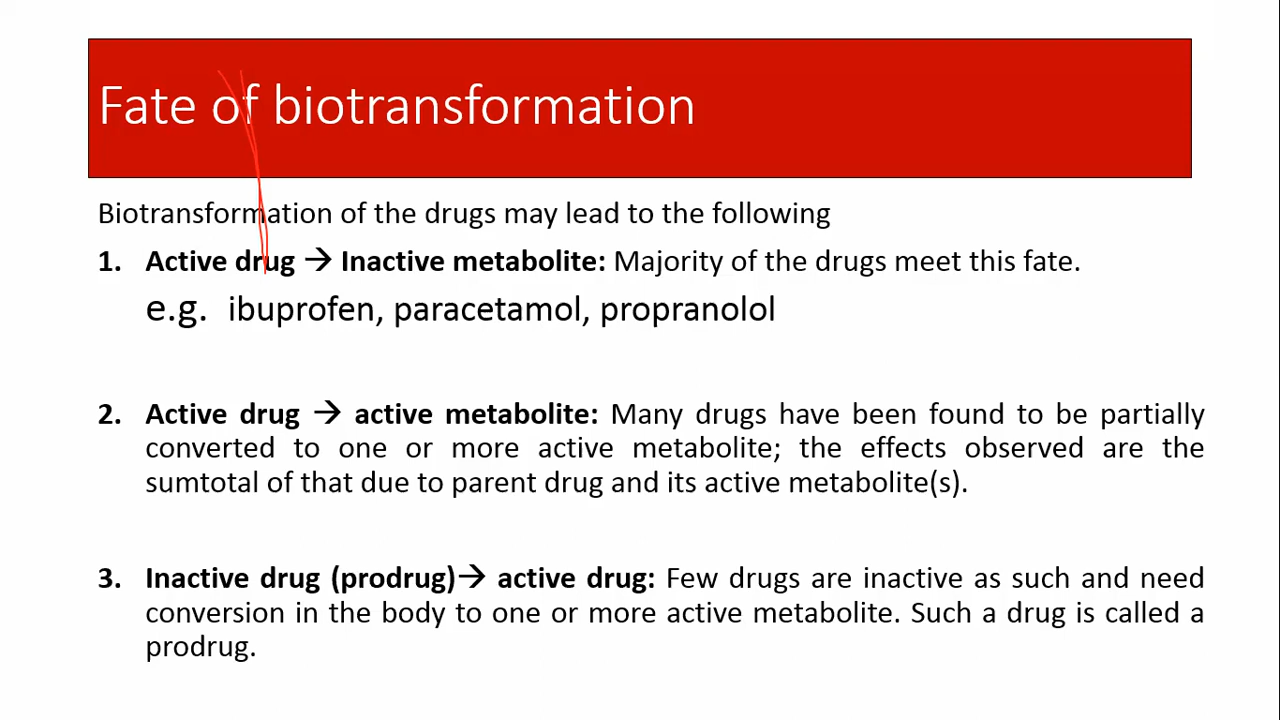 Fate of biotransformation
Biotransformation of the drugs may lead to the following
1. Active drug → Inactive metabolite: Majority of the drugs meet this fate.
e.g. ibuprofen, paracetamol, propranolol
2. Active drug → active metabolite: Many drugs have been found to be partially
converted to one or more active metabolite; the effects observed are the
sumtotal of that due to parent drug and its active metabolite(s).
3. Inactive drug (prodrug)→ active drug: Few drugs are inactive as such and need
conversion in the body to one or more active metabolite. Such a drug is called a
prodrug.